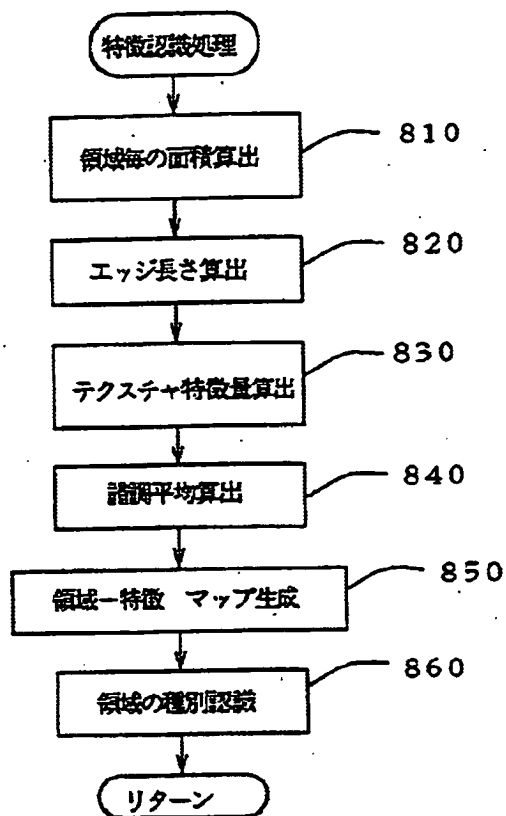 特徴認識処理
領域毎の面積算出
810
エッジ長さ算出
820
テクスチャ特徴量算出
830
諧調平均算出
840
領域ー特徴 マップ生成
850
領域の種別認識
860
リターン